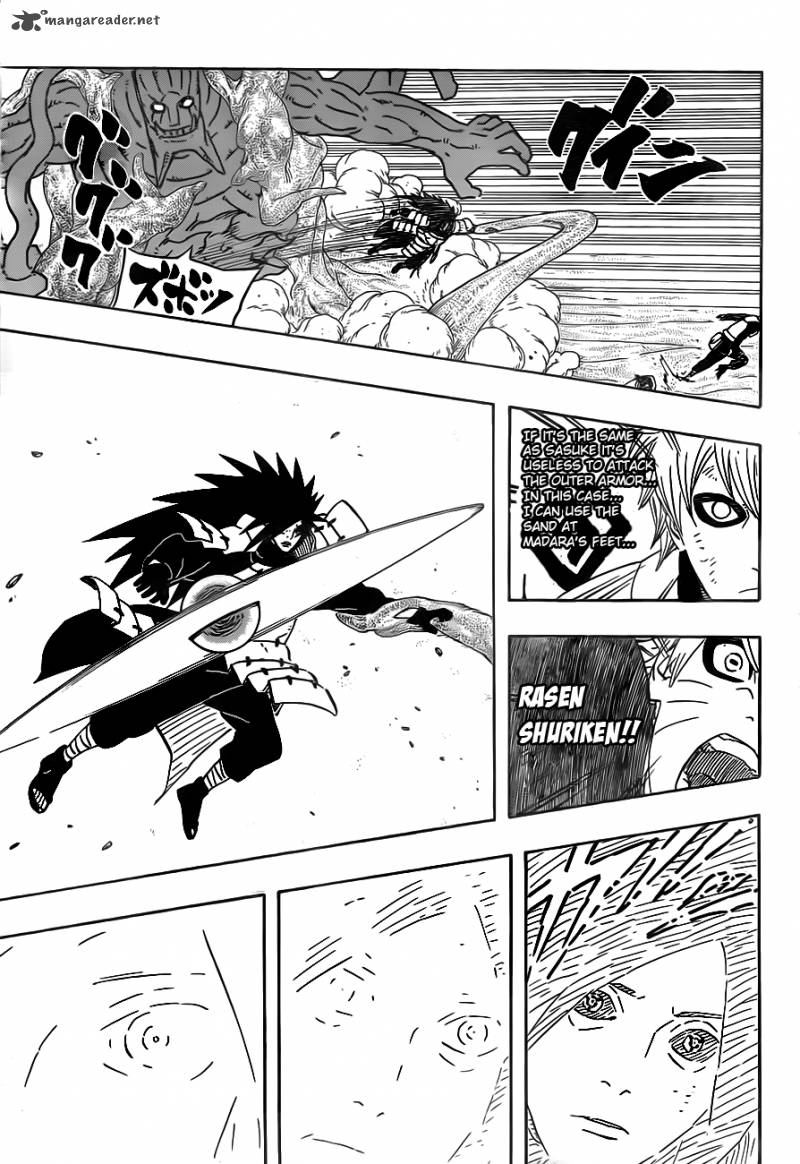 mangareader.net
グイン
グググ
ズボッ
IF IT'S THE SAME
AS SASUKE IT'S
USELESS TO ATTACK
THE OUTER ARMOR...
IN THIS CASE...
I CAN USE THE
SAND AT
MADARA'S FEET...
RASEN
SHURIKEN!!